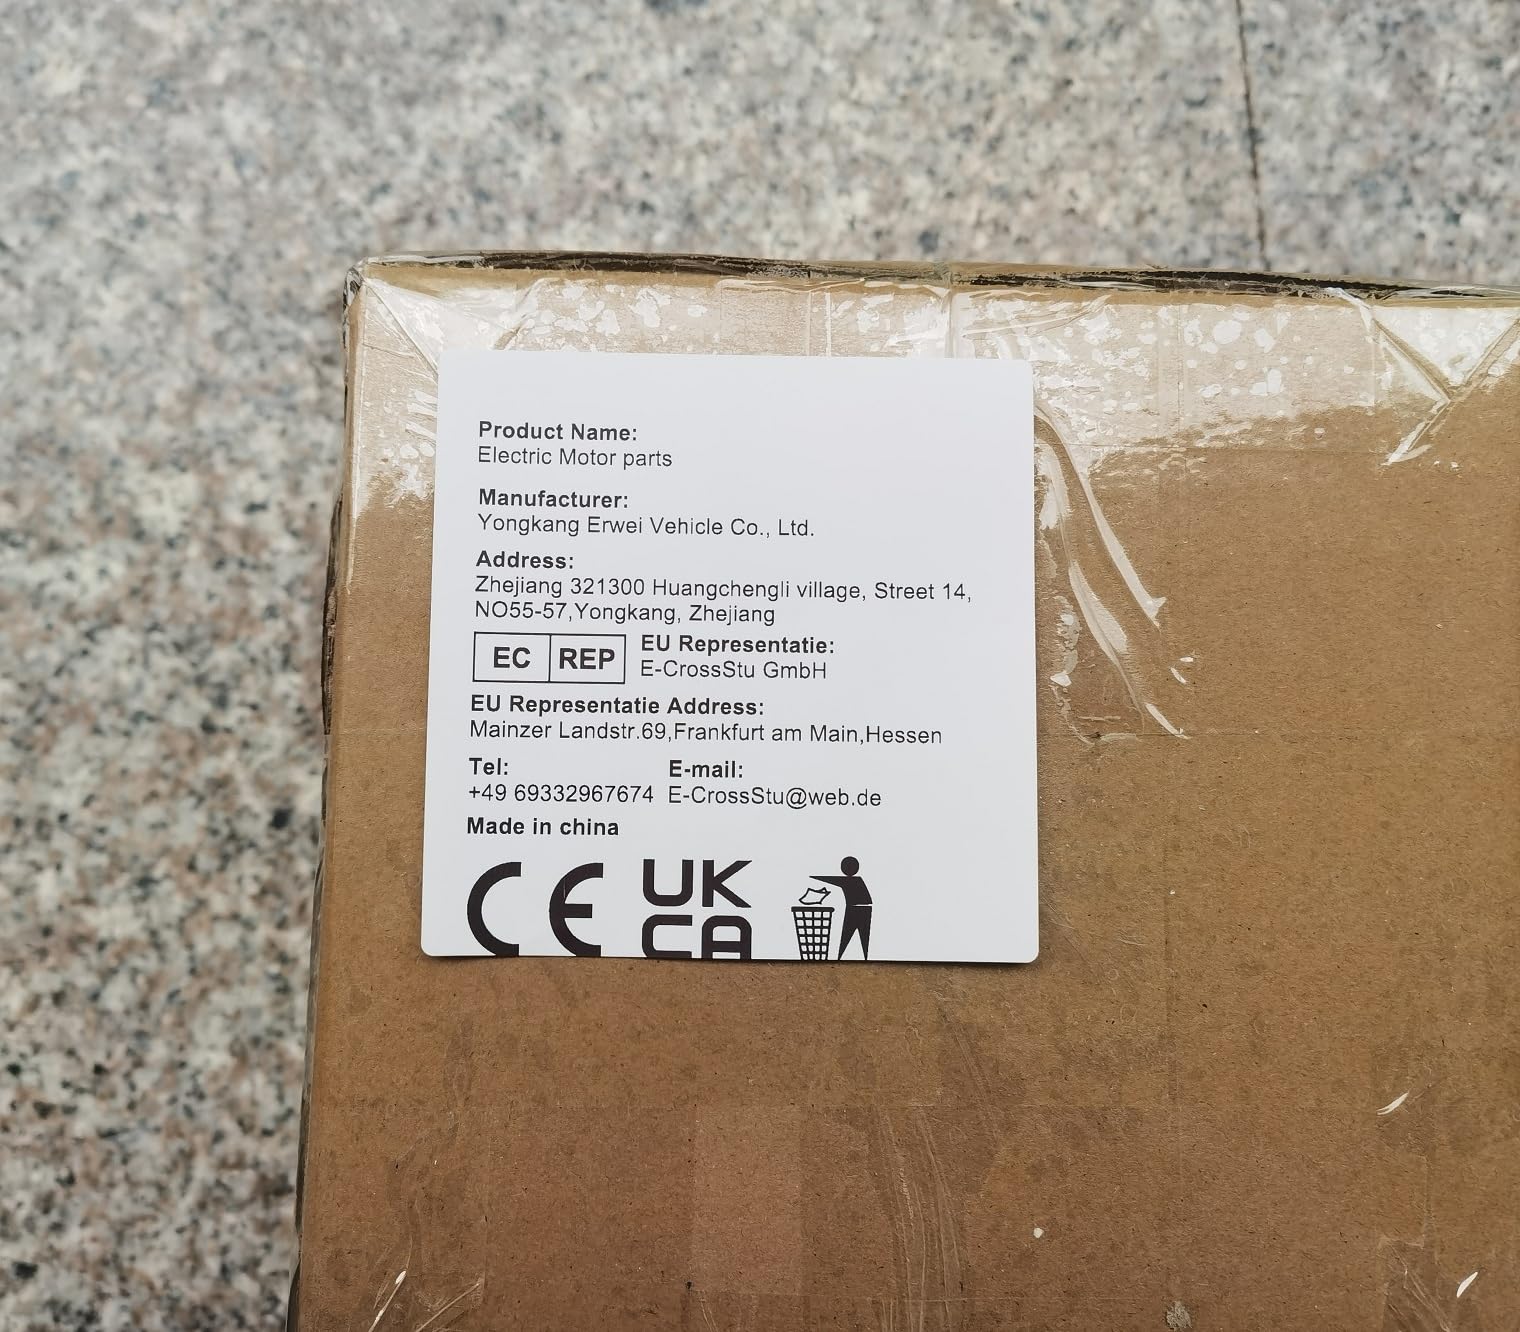 Product Name:
Electric Motor parts
Manufacturer:
Yongkang Erwei Vehicle Co., Ltd.
Address:
Zhejiang 321300 Huangchengli village, Street 14,
NO55-57,Yongkang, Zhejiang
EC REP
EU Representatie:
E-CrossStu GmbH
EU Representatie Address:
Mainzer Landstr.69,Frankfurt am Main,Hessen
Tel: E-mail:
+49 69332967674 E-CrossStu@web.de
Made in china
CE UK
CA